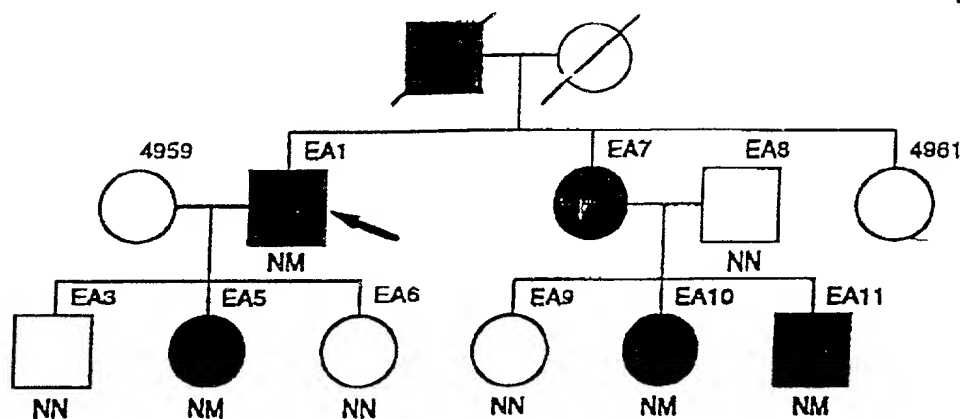 4959 EA1 EA7 EA8 4961
NM NN
EA3 EA5 EA6 EA9 EA10 EA11
NN NM NN NN NM NM